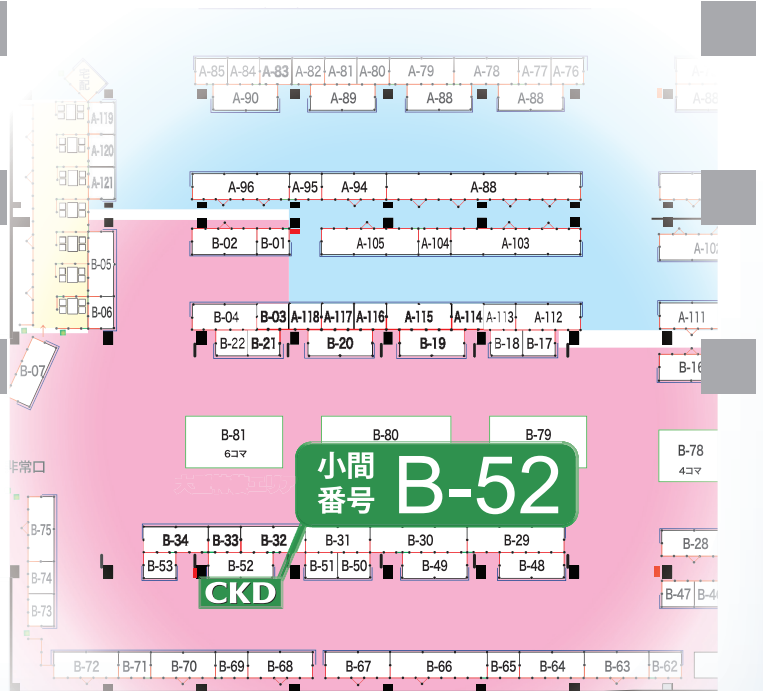 A-85 A-84 A-83 A-82 A-81 A-80 A-79 A-78 A-77 A-76
A-90 A-89 A-88 A-88 A-86
A-119
A-120
A-121
A-96 A-95 A-94 A-88
B-02 B-01 A-105 A-104 A-103 A-102
B-05
B-06
B-04 B-03 A-118 A-117 A-116 A-115 A-114 A-113 A-112 A-111
B-22 B-21 B-20 B-19 B-18 B-17 B-16
B-07
B-81 B-80 B-79 B-78
6コマ 4コマ
非常口
小間
番号 B-52
B-75
B-74
B-73
B-34 B-33 B-32 B-31 B-30 B-29 B-28
B-53 B-52 B-51 B-50 B-49 B-48 B-47
CKD
B-72 B-71 B-70 B-69 B-68 B-67 B-66 B-65 B-64 B-63 B-62